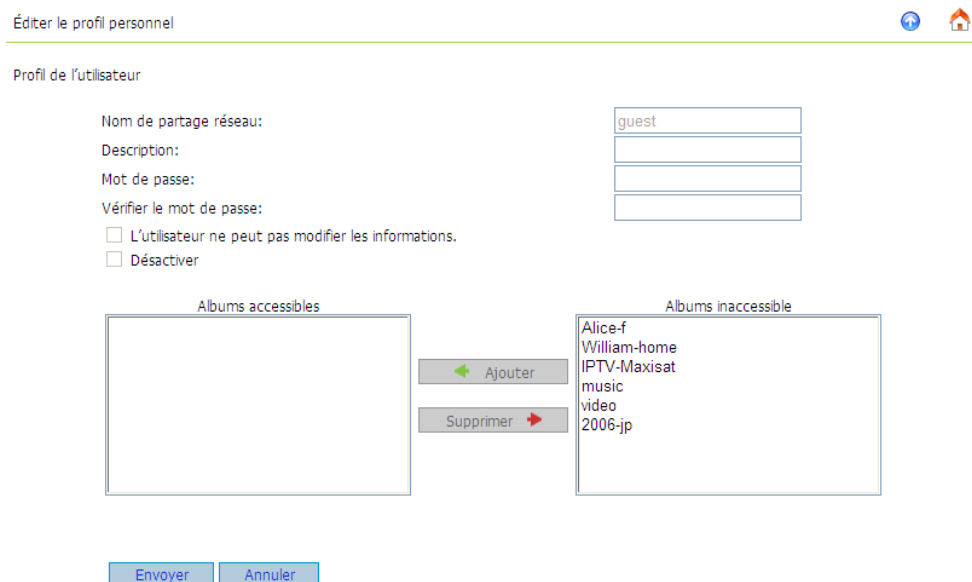 Éditer le profil personnel
Profil de l'utilisateur
Nom de partage réseau: guest
Description:
Mot de passe:
Vérifier le mot de passe:
L'utilisateur ne peut pas modifier les informations.
Désactiver
Albums accessibles
Albums inaccessible
Ajouter
Supprimer
Alice-f
William-home
IPTV-Maxisat
music
video
2006-jp
Envoyer Annuler